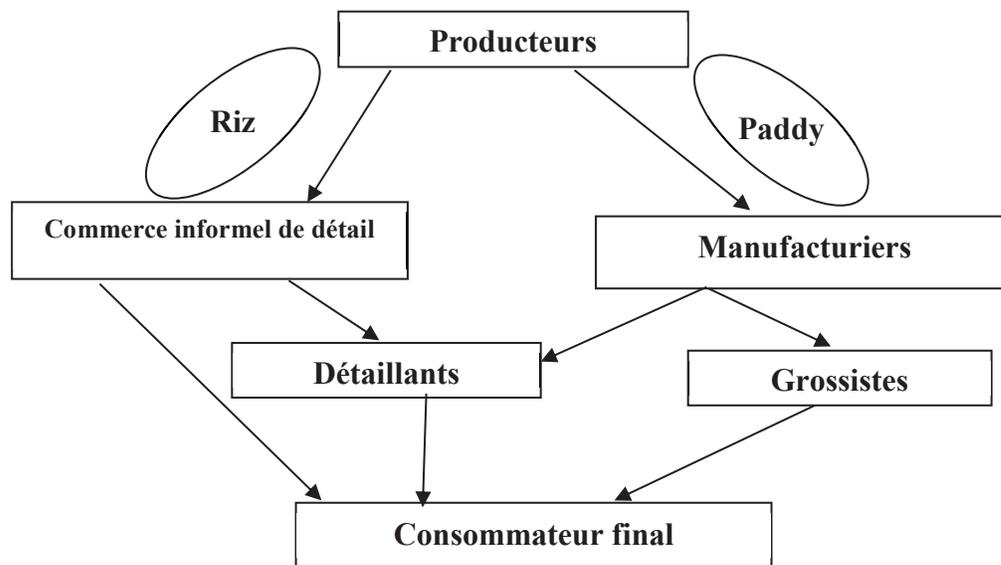 Producteurs
Riz
Paddy
Commerce informel de détail
Manufacturiers
Détaillants
Grossistes
Consommateur final